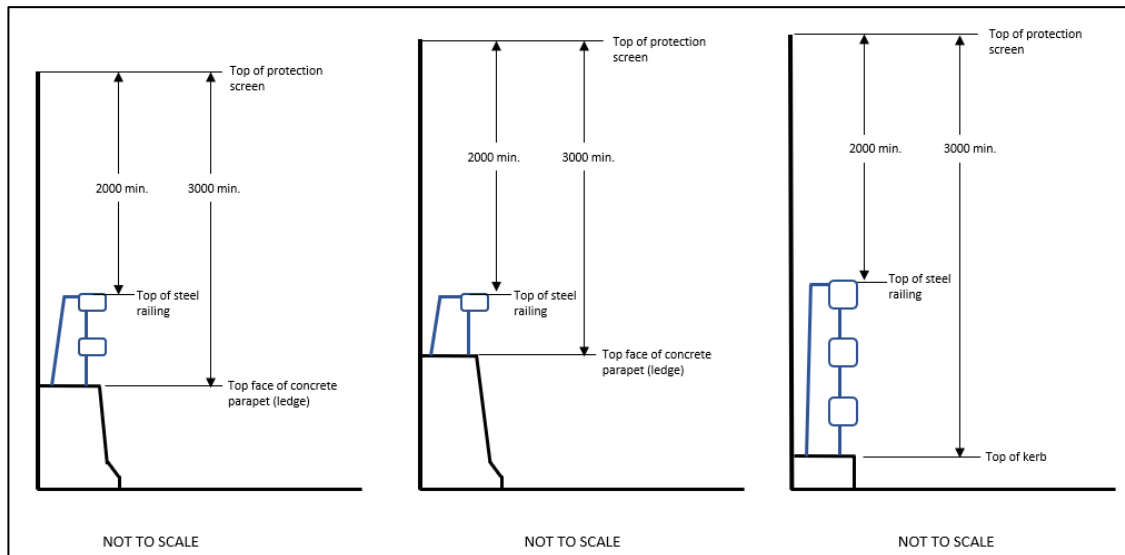 Top of protection
screen
2000 min.
3000 min.
Top of steel
railing
Top face of concrete
parapet (ledge)
NOT TO SCALE
Top of protection
screen
2000 min.
3000 min.
Top of steel
railing
Top face of concrete
parapet (ledge)
NOT TO SCALE
Top of protection
screen
2000 min.
3000 min.
Top of steel
railing
Top of kerb
NOT TO SCALE